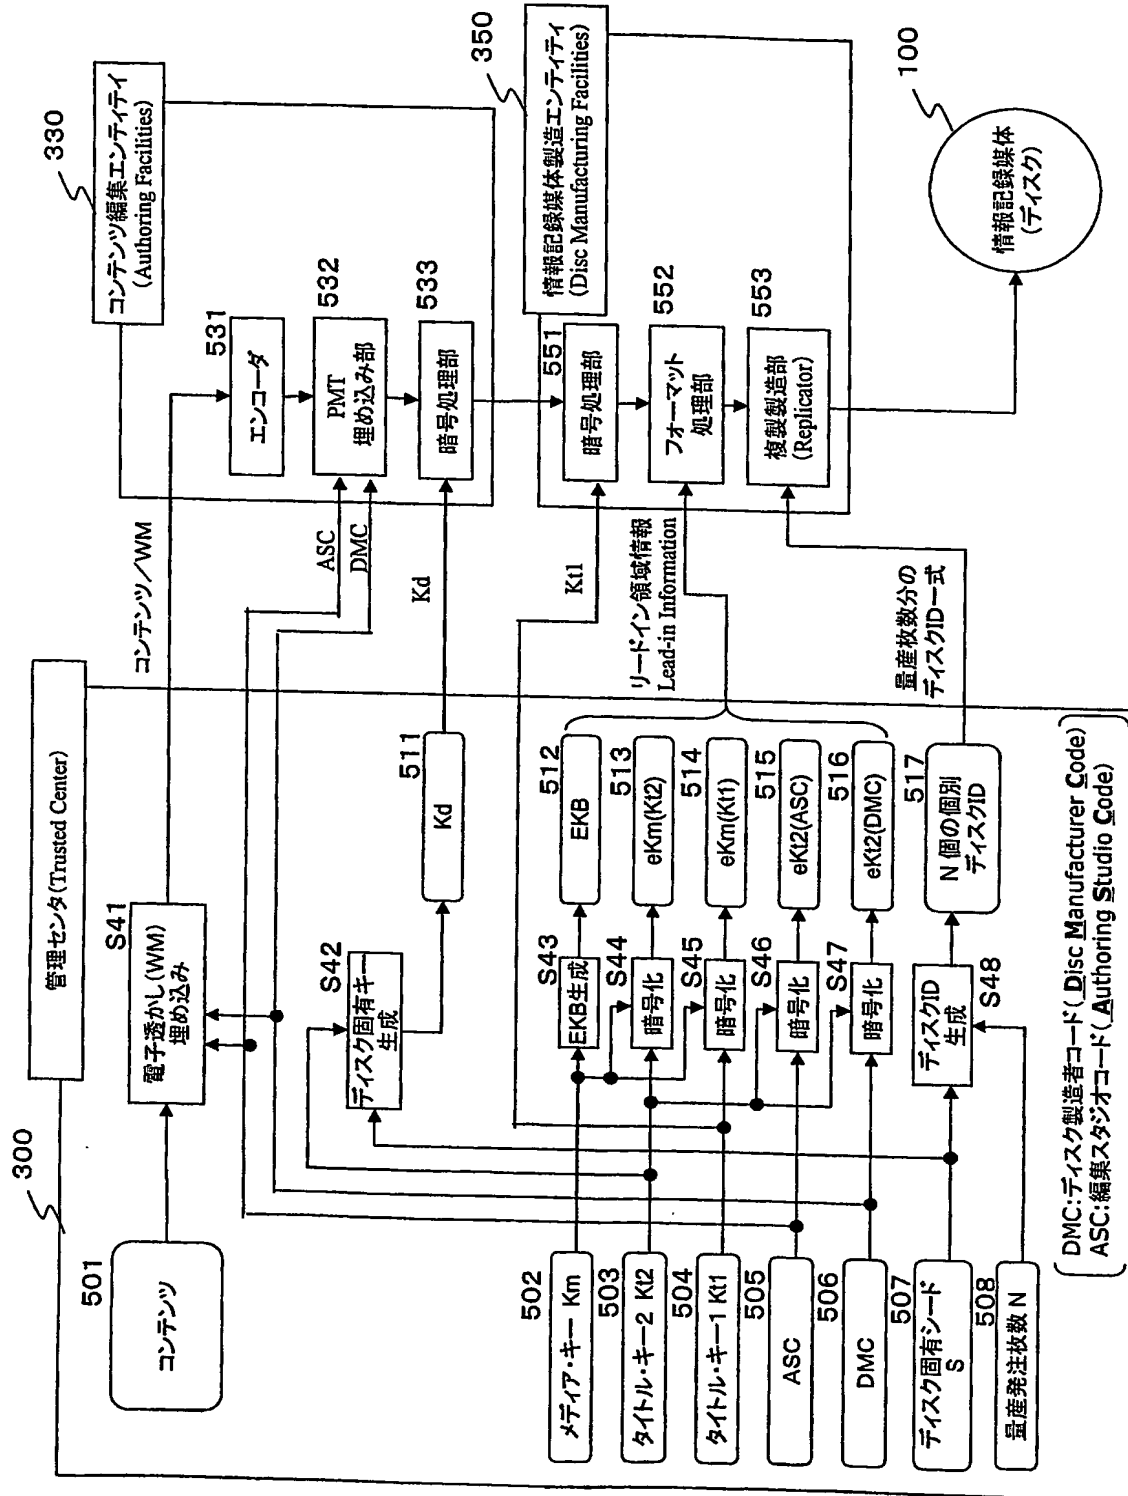 300
管理センタ(Trusted Center)
501
コンテンツ
S41
電子透かし(WM)
埋め込み
コンテンツ／WM
ASC
DMC
S42
ディスク固有キー
生成
511
Kd
Kd
502
メディア・キー Km
503
タイトル・キー2 Kt2
504
タイトル・キー1 Kt1
505
ASC
506
DMC
507
ディスク固有シード
S
508
量産発注枚数 N
S43
EKB生成
S44
暗号化
S45
暗号化
S46
暗号化
S47
暗号化
ディスクID
生成
S48
512
EKB
513
eKm(Kt2)
514
eKm(Kt1)
515
eKt2(ASC)
516
eKt2(DMC)
517
N 個の個別
ディスクID
Kt1
リードイン領域情報
Lead-in Information
量産枚数分の
ディスクID一式
330
コンテンツ編集エンティティ
(Authoring Facilities)
531
エンコーダ
532
PMT
埋め込み部
533
暗号処理部
350
情報記録媒体製造エンティティ
(Disc Manufacturing Facilities)
551
暗号処理部
552
フォーマット
処理部
553
複製製造部
(Replicator)
100
情報記録媒体
(ディスク)
DMC:ディスク製造者コード(Disc Manufacturer Code)
ASC:編集スタジオコード(Authoring Studio Code)